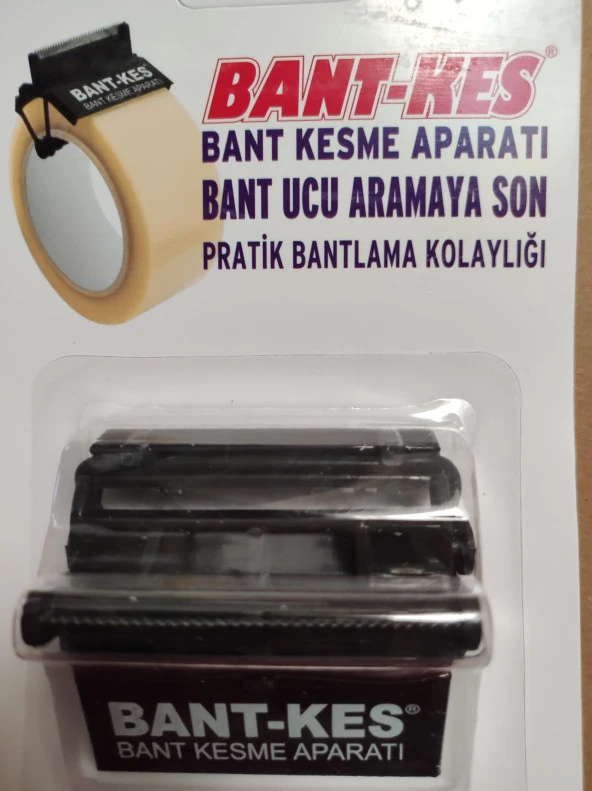 BANT-KES
BANT KESME APARATI
BANT-KES®
BANT KESME APARATI
BANT UCU ARAMAYA SON
PRATİK BANTLAMA KOLAYLIĞI
BANT-KES®
BANT KESME APARATI